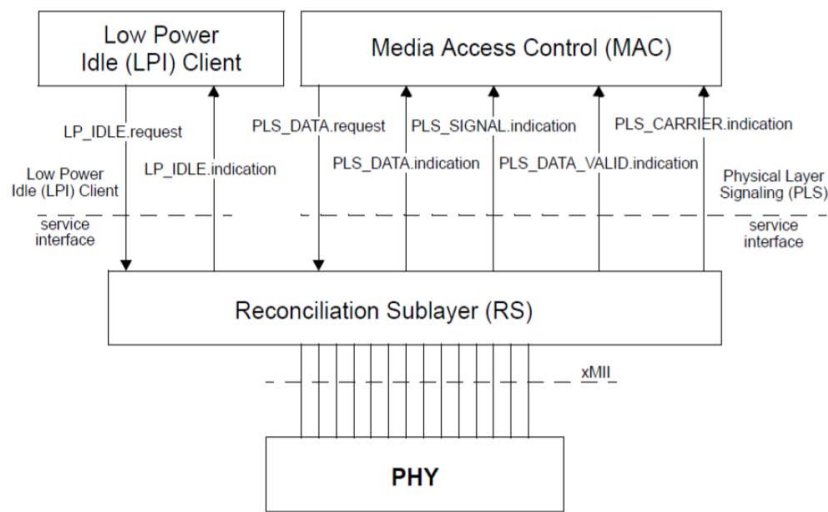 Low Power
Idle (LPI) Client
Media Access Control (MAC)
LP_IDLE.request
PLS_DATA.request
PLS_SIGNAL.indication
PLS_CARRIER.indication
LP_IDLE.indication
PLS_DATA.indication
PLS_DATA_VALID.indication
Low Power
Idle (LPI) Client
service
interface
Physical Layer
Signaling (PLS)
service
interface
Reconciliation Sublayer (RS)
xMII
PHY